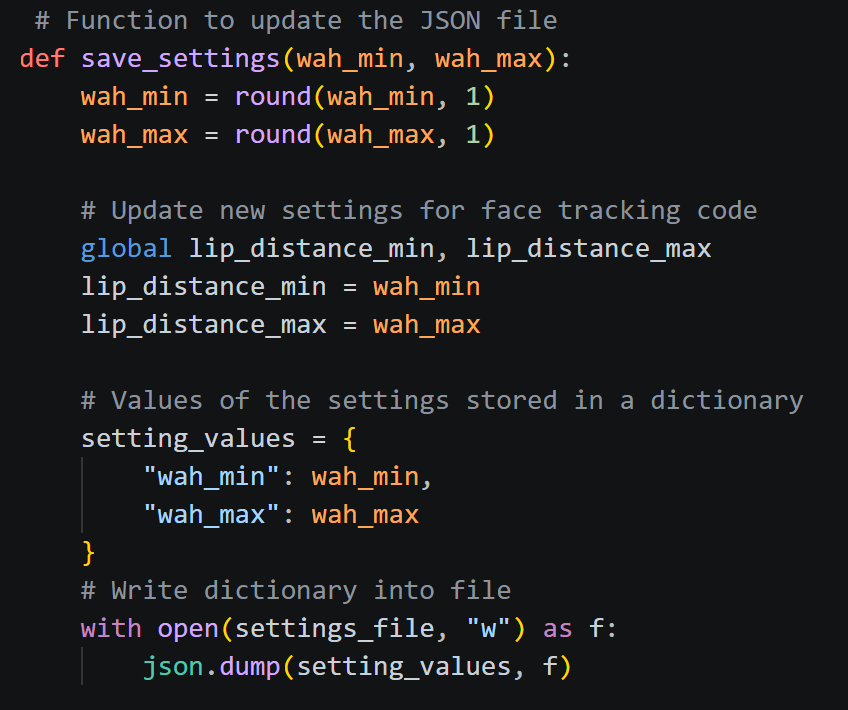 # Function to update the JSON file
def save_settings(wah_min, wah_max):
    wah_min = round(wah_min, 1)
    wah_max = round(wah_max, 1)

    # Update new settings for face tracking code
    global lip_distance_min, lip_distance_max
    lip_distance_min = wah_min
    lip_distance_max = wah_max

    # Values of the settings stored in a dictionary
    setting_values = {
        "wah_min": wah_min,
        "wah_max": wah_max
    }
    # Write dictionary into file
    with open(settings_file, "w") as f:
        json.dump(setting_values, f)